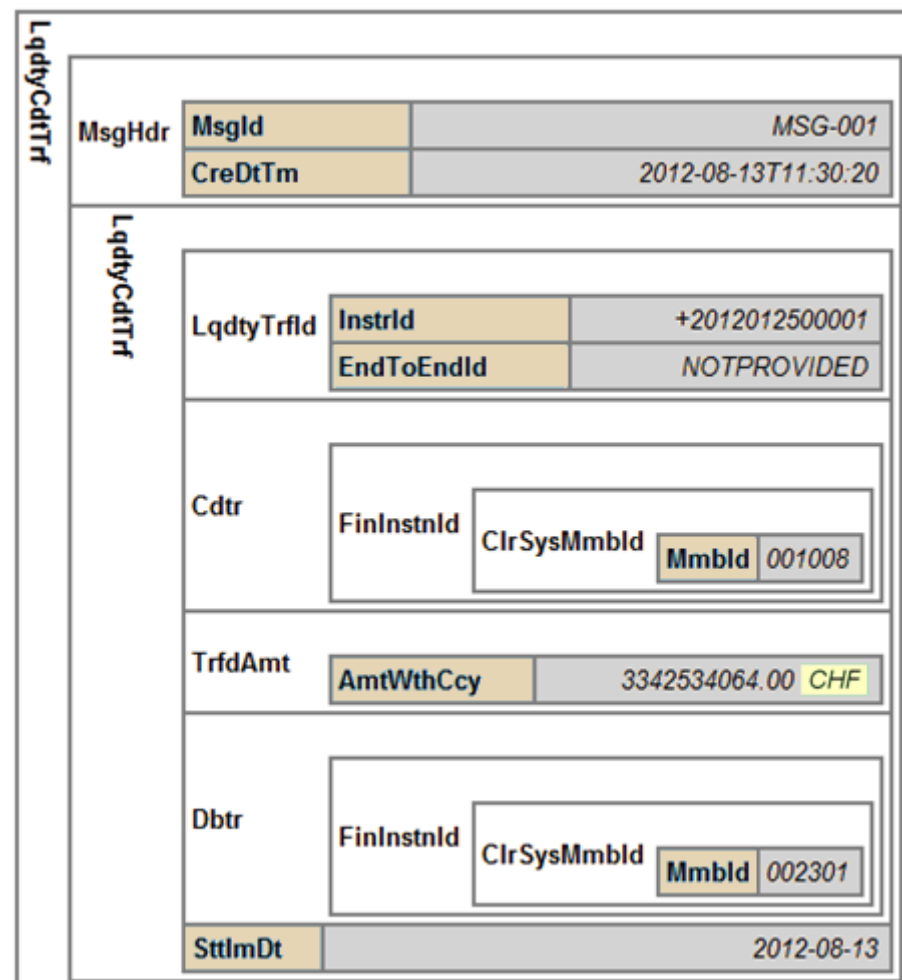 LqdtyCdtTrf
MsgHdr
MsgId MSG-001
CreDtTm 2012-08-13T11:30:20
LqdtyCdtTrf
LqdtyTrfId
InstrId +2012012500001
EndToEndId NOTPROVIDED
Cdtr
FinInstnId
ClrSysMmbId
MmbId 001008
TrfdAmt
AmtWthCcy 3342534064.00 CHF
Dbtr
FinInstnId
ClrSysMmbId
MmbId 002301
SttlmDt 2012-08-13